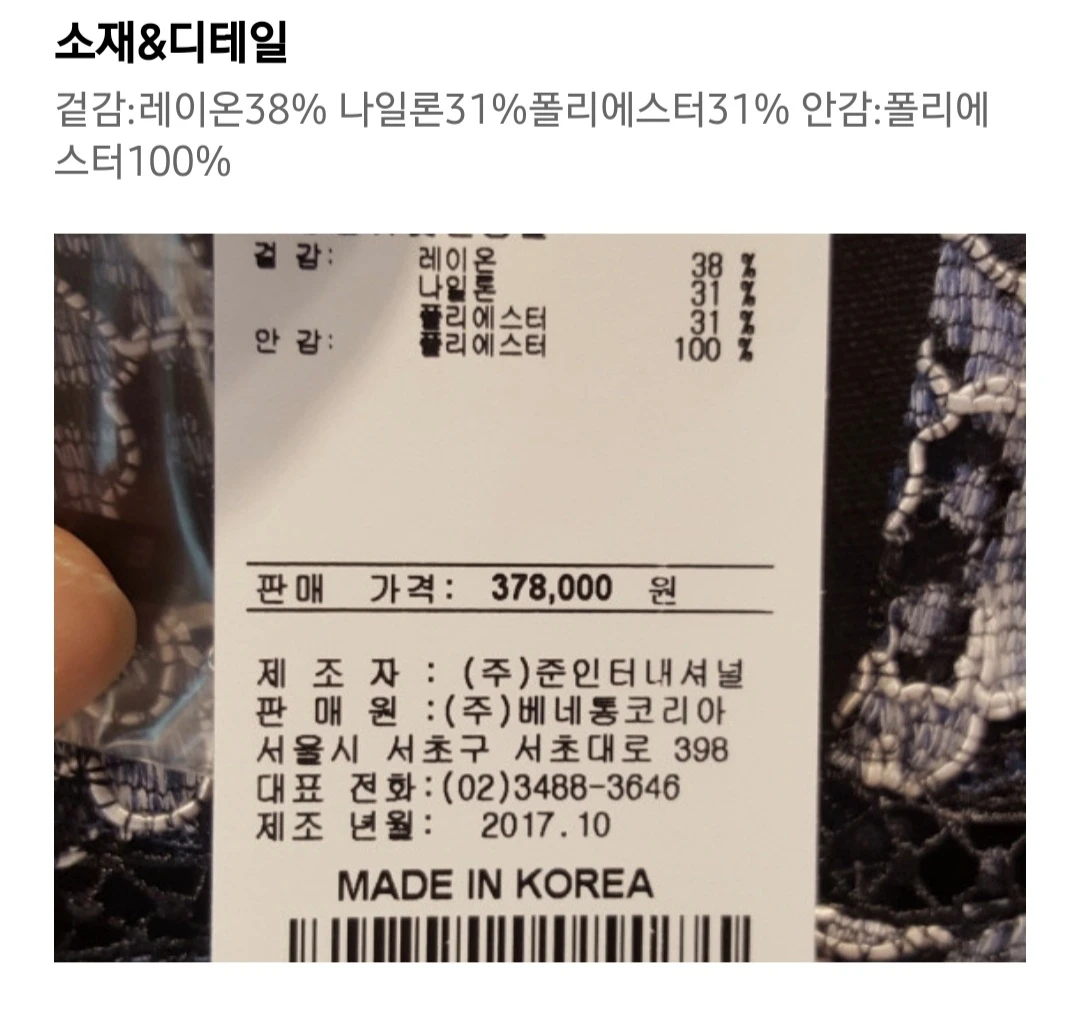 소재&디테일
겉감:레이온38% 나일론31%폴리에스터31% 안감:폴리에
스터100%
겉 감: 레이온 38 %
나일론 31 %
폴리에스터 31 %
안 감: 폴리에스터 100 %
판매 가격: 378,000 원
제 조 자 : (주)준인터내셔널
판 매 원 :(주)베네통코리아
서울시 서초구 서초대로 398
대표 전화:(02)3488-3646
제조 년월: 2017.10
MADE IN KOREA